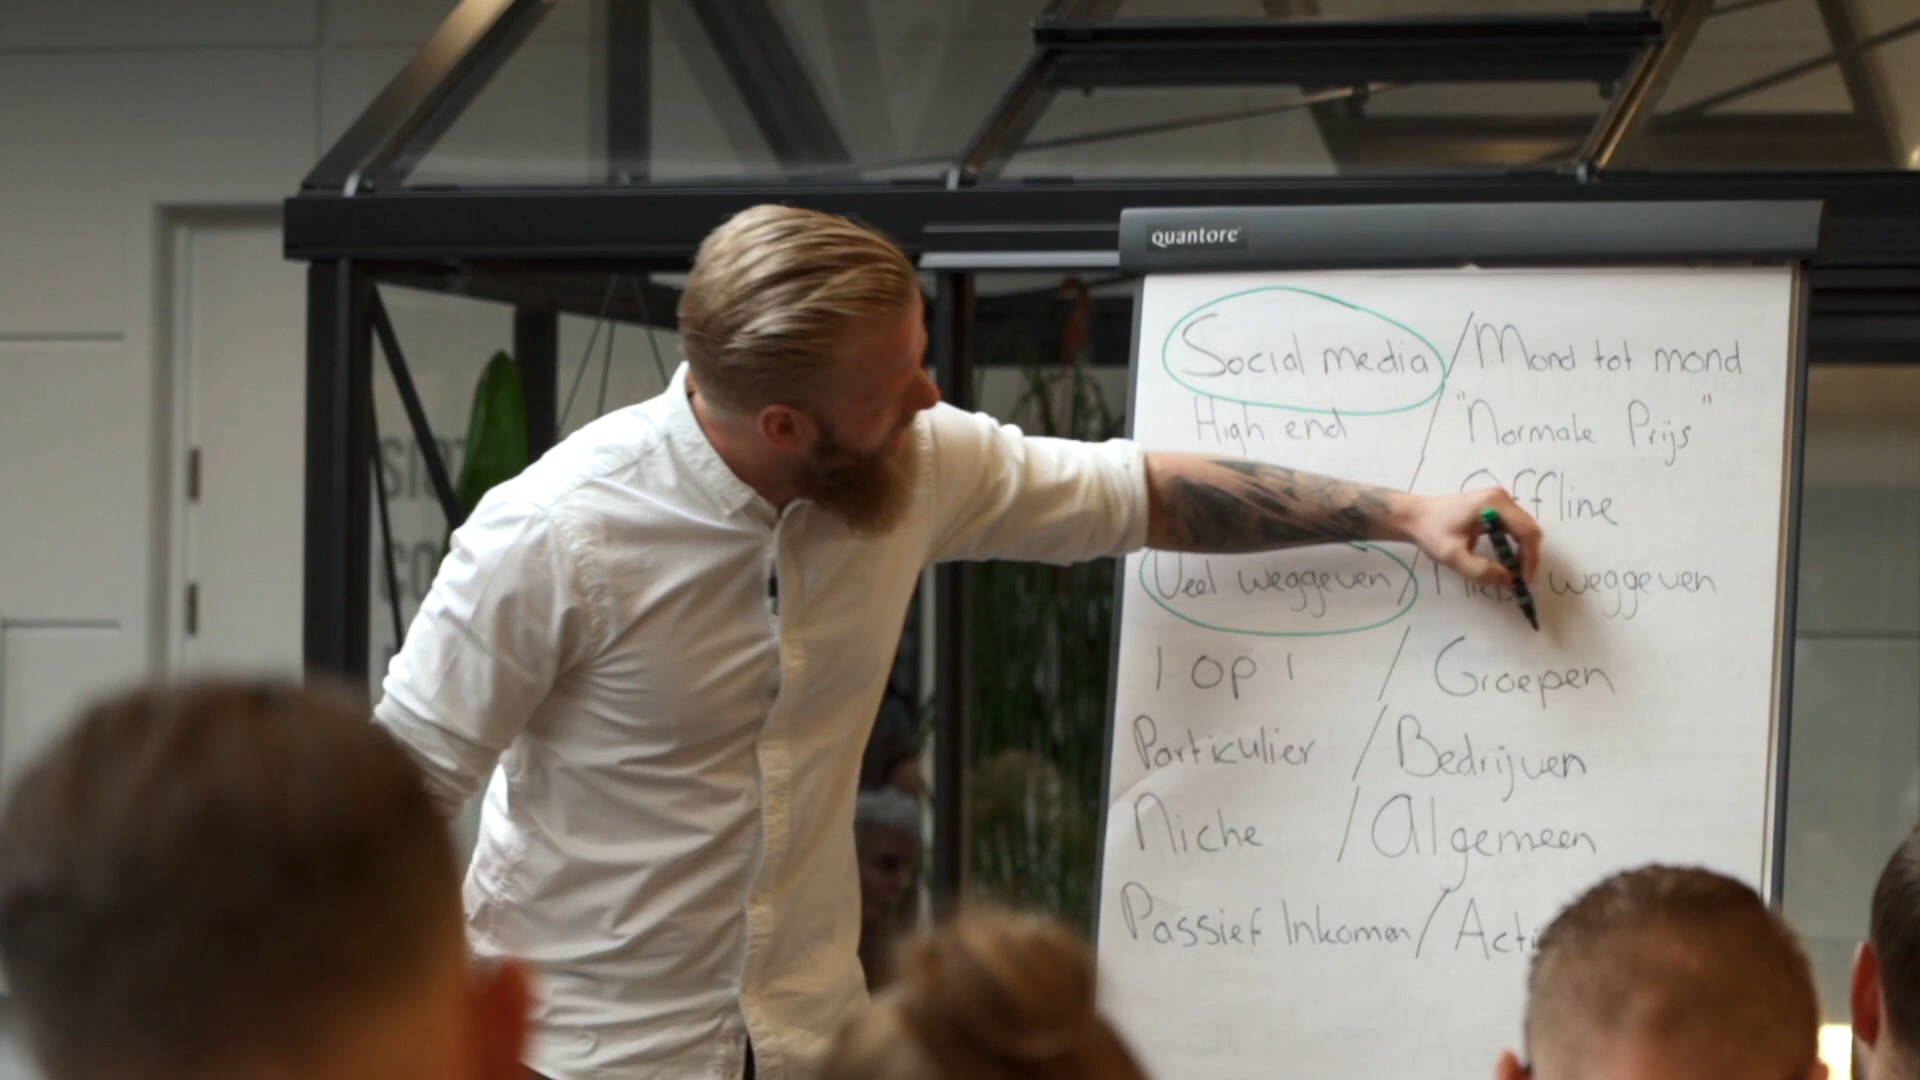 quantore
Social media / Mond tot mond
High end / "Normale Prijs"
/ Offline
Veel weggeven / weggeven
1 op 1 / Groepen
Particulier / Bedrijven
Niche / Algemeen
Passief Inkomen / Acti